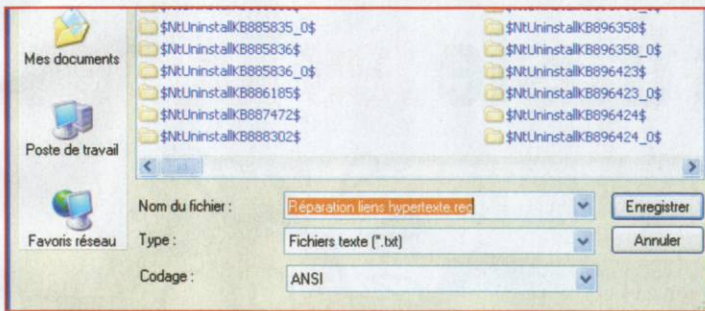 $NtUninstallKB885835_0$
$NtUninstallKB885836$
$NtUninstallKB885836_0$
$NtUninstallKB886185$
$NtUninstallKB887472$
$NtUninstallKB888302$
$NtUninstallKB896358$
$NtUninstallKB896358_0$
$NtUninstallKB896423$
$NtUninstallKB896423_0$
$NtUninstallKB896424$
$NtUninstallKB896424_0$
Mes documents
Poste de travail
Favoris réseau
Nom du fichier :
Réparation liens hypertexte.reg
Enregistrer
Type :
Fichiers texte (*.txt)
Annuler
Codage :
ANSI